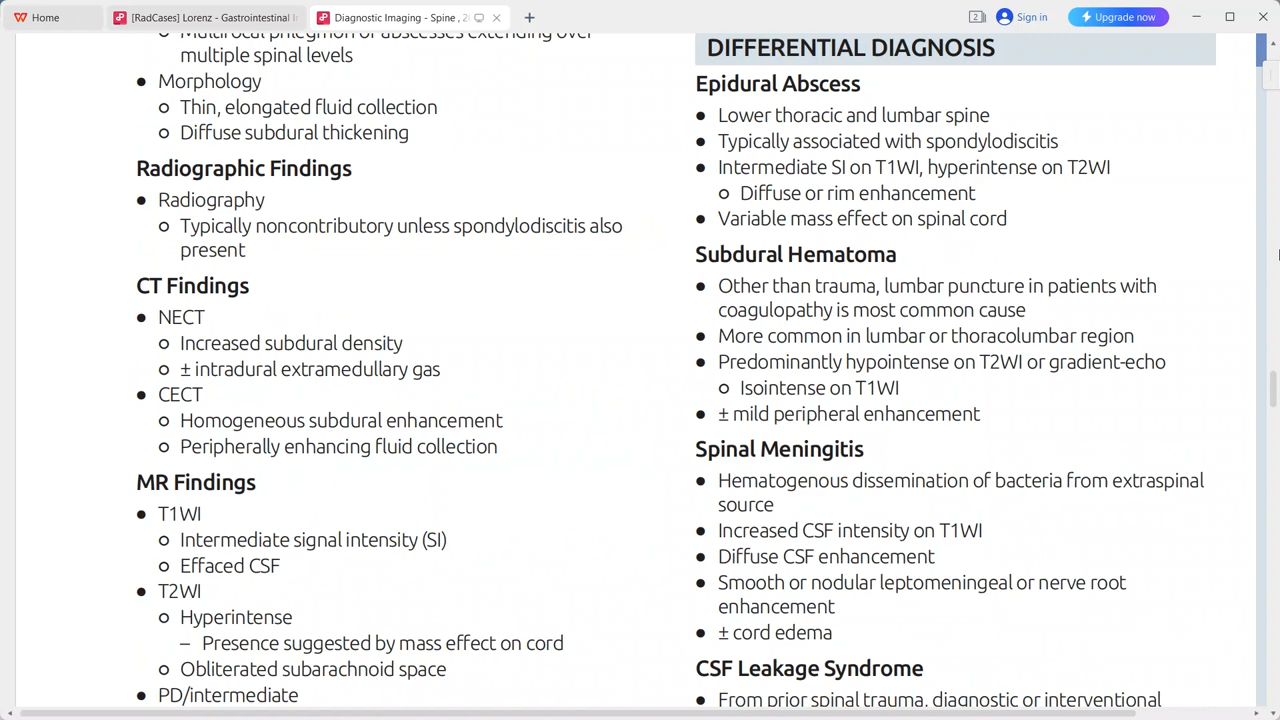 Home
[RadCases] Lorenz - Gastrointestinal I
Diagnostic Imaging - Spine , 2
2
Sign in
Upgrade now
Multifocal phlegmon or abscesses extending over
multiple spinal levels
● Morphology
○ Thin, elongated fluid collection
○ Diffuse subdural thickening
Radiographic Findings
● Radiography
○ Typically noncontributory unless spondylodiscitis also
present
CT Findings
● NECT
○ Increased subdural density
○ ± intradural extramedullary gas
● CECT
○ Homogeneous subdural enhancement
○ Peripherally enhancing fluid collection
MR Findings
● T1WI
○ Intermediate signal intensity (SI)
○ Effaced CSF
● T2WI
○ Hyperintense
– Presence suggested by mass effect on cord
○ Obliterated subarachnoid space
● PD/intermediate
DIFFERENTIAL DIAGNOSIS
Epidural Abscess
● Lower thoracic and lumbar spine
● Typically associated with spondylodiscitis
● Intermediate SI on T1WI, hyperintense on T2WI
○ Diffuse or rim enhancement
● Variable mass effect on spinal cord
Subdural Hematoma
● Other than trauma, lumbar puncture in patients with
coagulopathy is most common cause
● More common in lumbar or thoracolumbar region
● Predominantly hypointense on T2WI or gradient-echo
○ Isointense on T1WI
● ± mild peripheral enhancement
Spinal Meningitis
● Hematogenous dissemination of bacteria from extraspinal
source
● Increased CSF intensity on T1WI
● Diffuse CSF enhancement
● Smooth or nodular leptomeningeal or nerve root
enhancement
● ± cord edema
CSF Leakage Syndrome
● From prior spinal trauma, diagnostic or interventional